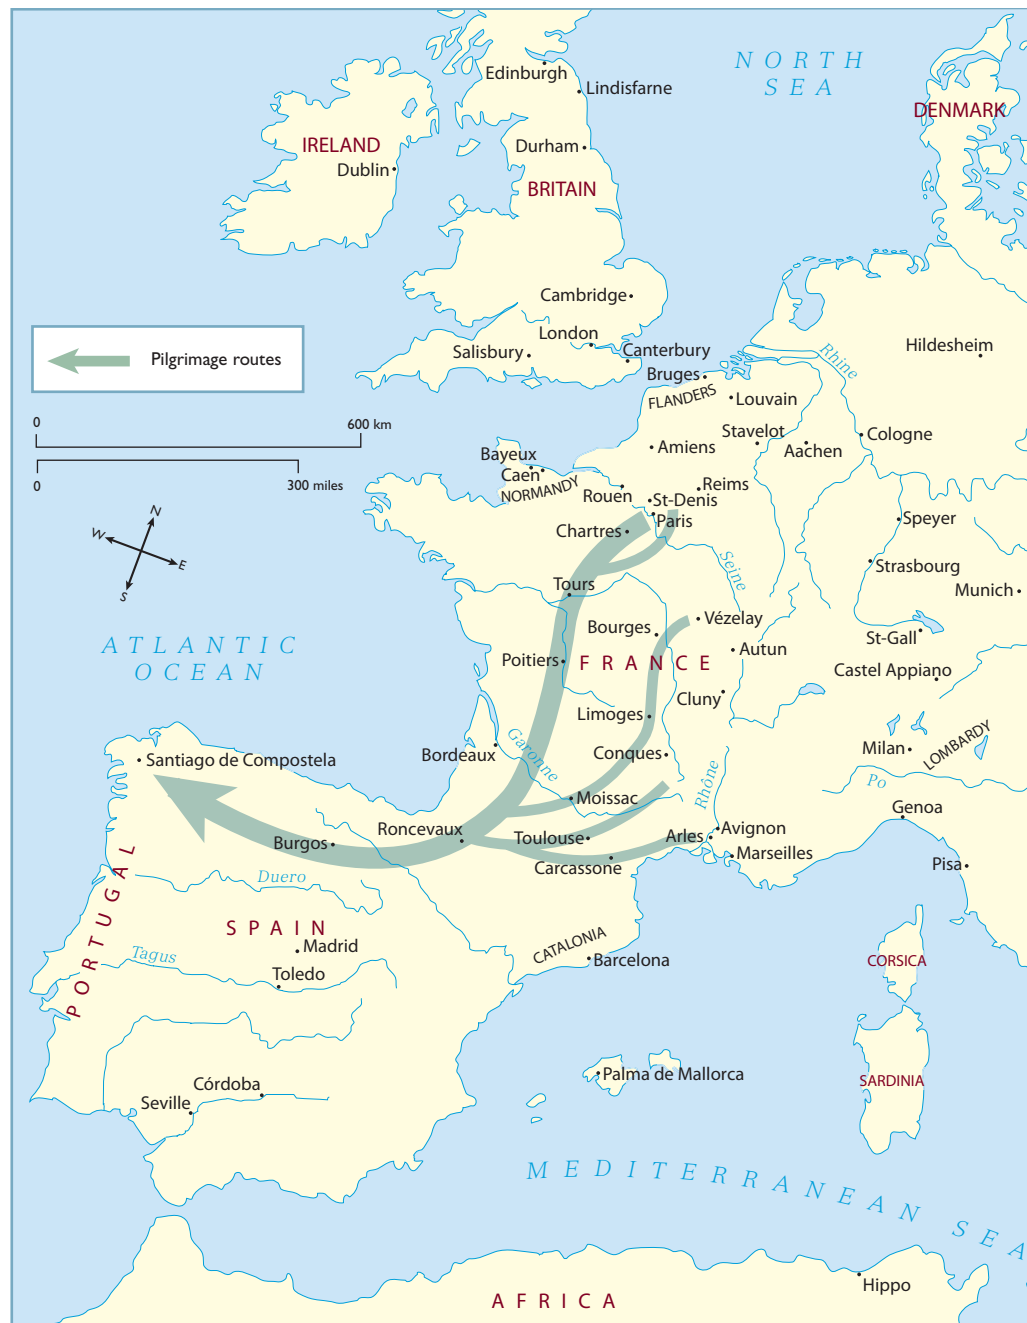 NORTH
SEA
Edinburgh
Lindisfarne
DENMARK
IRELAND
Durham
Dublin
BRITAIN
Cambridge
London
Salisbury
Canterbury
Rhine
Hildesheim
Pilgrimage routes
Bruges
FLANDERS
Louvain
0
600 km
Stavelot
Cologne
Amiens
Aachen
Bayeux
Caen
0
300 miles
NORMANDY
Rouen
Reims
St-Denis
Paris
Speyer
N
W
E
S
Chartres
Seine
Strasbourg
Tours
Munich
Vézelay
Bourges
St-Gall
ATLANTIC
OCEAN
Autun
Poitiers
FRANCE
Castel Appiano
Cluny
Limoges
Garonne
Bordeaux
Conques
Milan
LOMBARDY
Santiago de Compostela
Rhône
Po
Moissac
Genoa
Roncevaux
Avignon
Burgos
Toulouse
Arles
Marseilles
Carcassone
Pisa
Duero
PORTUGAL
SPAIN
Madrid
CATALONIA
Tagus
Barcelona
CORSICA
Toledo
Palma de Mallorca
SARDINIA
Córdoba
Seville
MEDITERRANEAN SEA
Hippo
AFRICA